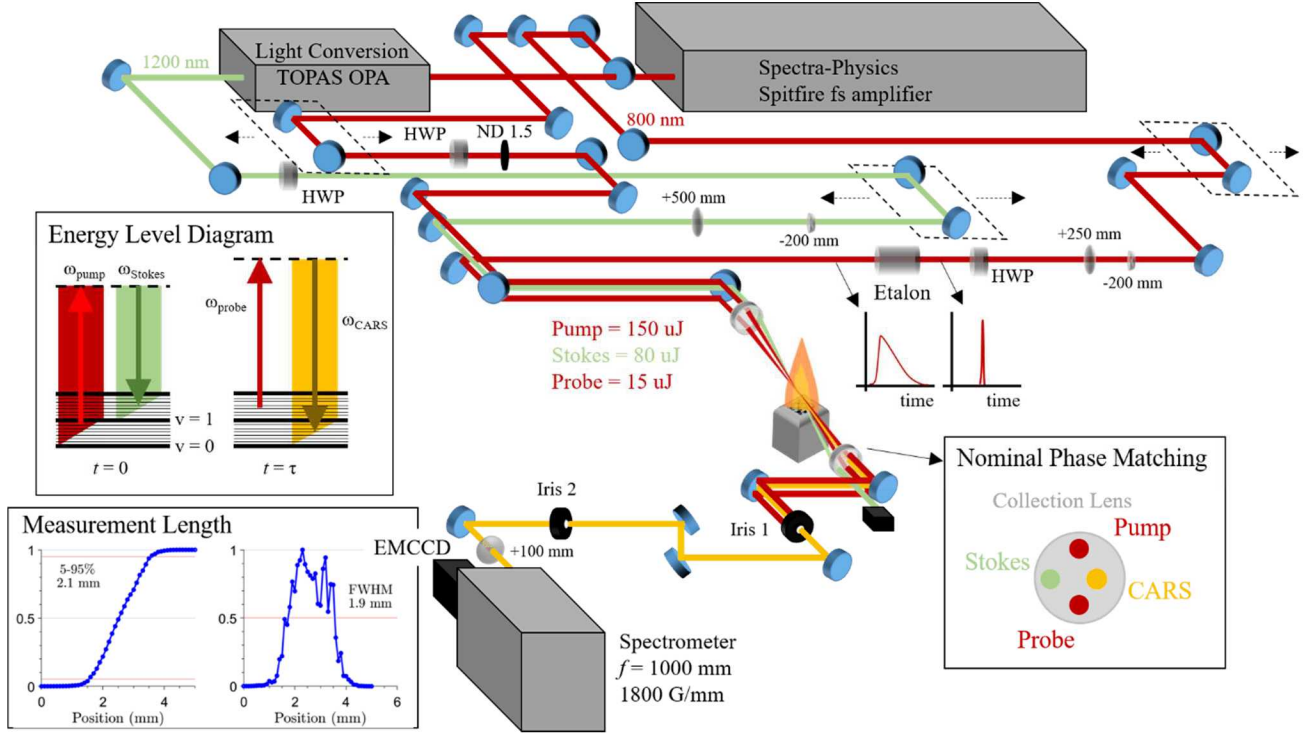 Light Conversion
TOPAS OPA
Spectra-Physics
Spitfire fs amplifier
1200 nm
800 nm
HWP
ND 1.5
HWP
+500 mm
-200 mm
+250 mm
-200 mm
HWP
Etalon
time
time
Energy Level Diagram
ωpump
ωStokes
ωprobe
ωCARS
v = 1
v = 0
t = 0
t = τ
Pump = 150 uJ
Stokes = 80 uJ
Probe = 15 uJ
Nominal Phase Matching
Collection Lens
Pump
Stokes
CARS
Probe
Iris 1
Iris 2
+100 mm
EMCCD
Spectrometer
f = 1000 mm
1800 G/mm
Measurement Length
1
0.5
0
0
2
4
5-95%
2.1 mm
Position (mm)
1
0.5
0
0
2
4
6
FWHM
1.9 mm
Position (mm)